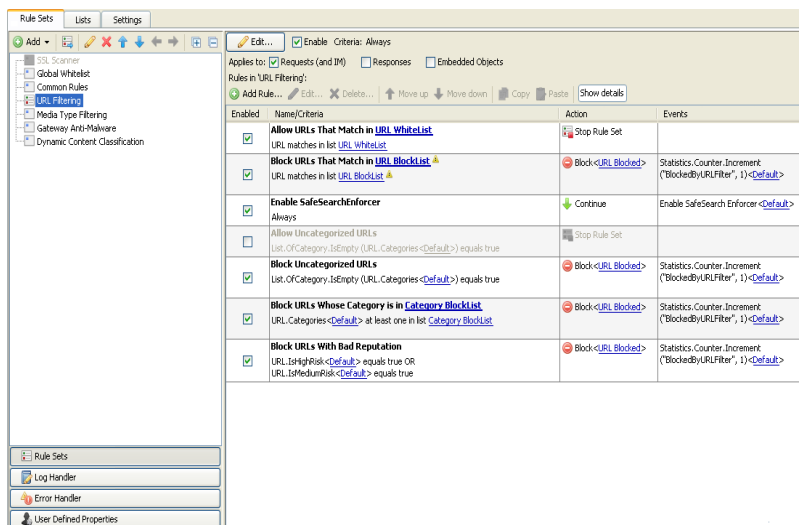 Rule Sets
Lists
Settings
Add
SSL Scanner
Global Whitelist
Common Rules
URL Filtering
Media Type Filtering
Gateway Anti-Malware
Dynamic Content Classification
Rule Sets
Log Handler
Error Handler
User Defined Properties
Edit...
Enable Criteria: Always
Applies to: Requests (and IM) Responses Embedded Objects
Rules in 'URL Filtering':
Add Rule... Edit... Delete... Move up Move down Copy Paste Show details
Enabled Name/Criteria Action Events
Allow URLs That Match in URL WhiteList
URL matches in list URL WhiteList
Stop Rule Set
Block URLs That Match in URL BlockList
URL matches in list URL BlockList
Block<URL Blocked>
Statistics.Counter.Increment
("BlockedByURLFilter", 1)<Default>
Enable SafeSearchEnforcer
Always
Continue
Enable SafeSearch Enforcer<Default>
Allow Uncategorized URLs
List.OfCategory.IsEmpty (URL.Categories<Default>) equals true
Stop Rule Set
Block Uncategorized URLs
List.OfCategory.IsEmpty (URL.Categories<Default>) equals true
Block<URL Blocked>
Statistics.Counter.Increment
("BlockedByURLFilter", 1)<Default>
Block URLs Whose Category is in Category BlockList
URL.Categories<Default> at least one in list Category BlockList
Block<URL Blocked>
Statistics.Counter.Increment
("BlockedByURLFilter", 1)<Default>
Block URLs With Bad Reputation
URL.IsHighRisk<Default> equals true OR
URL.IsMediumRisk<Default> equals true
Block<URL Blocked>
Statistics.Counter.Increment
("BlockedByURLFilter", 1)<Default>